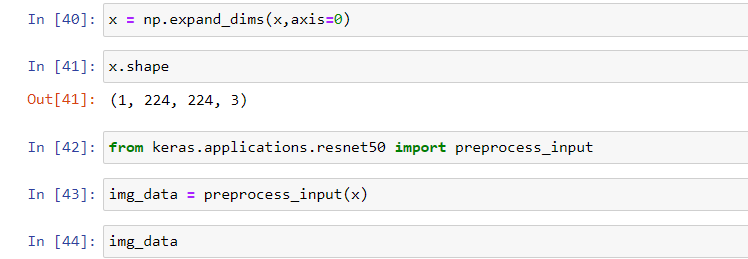 In [40]: x = np.expand_dims(x,axis=0)
In [41]: x.shape
Out[41]: (1, 224, 224, 3)
In [42]: from keras.applications.resnet50 import preprocess_input
In [43]: img_data = preprocess_input(x)
In [44]: img_data